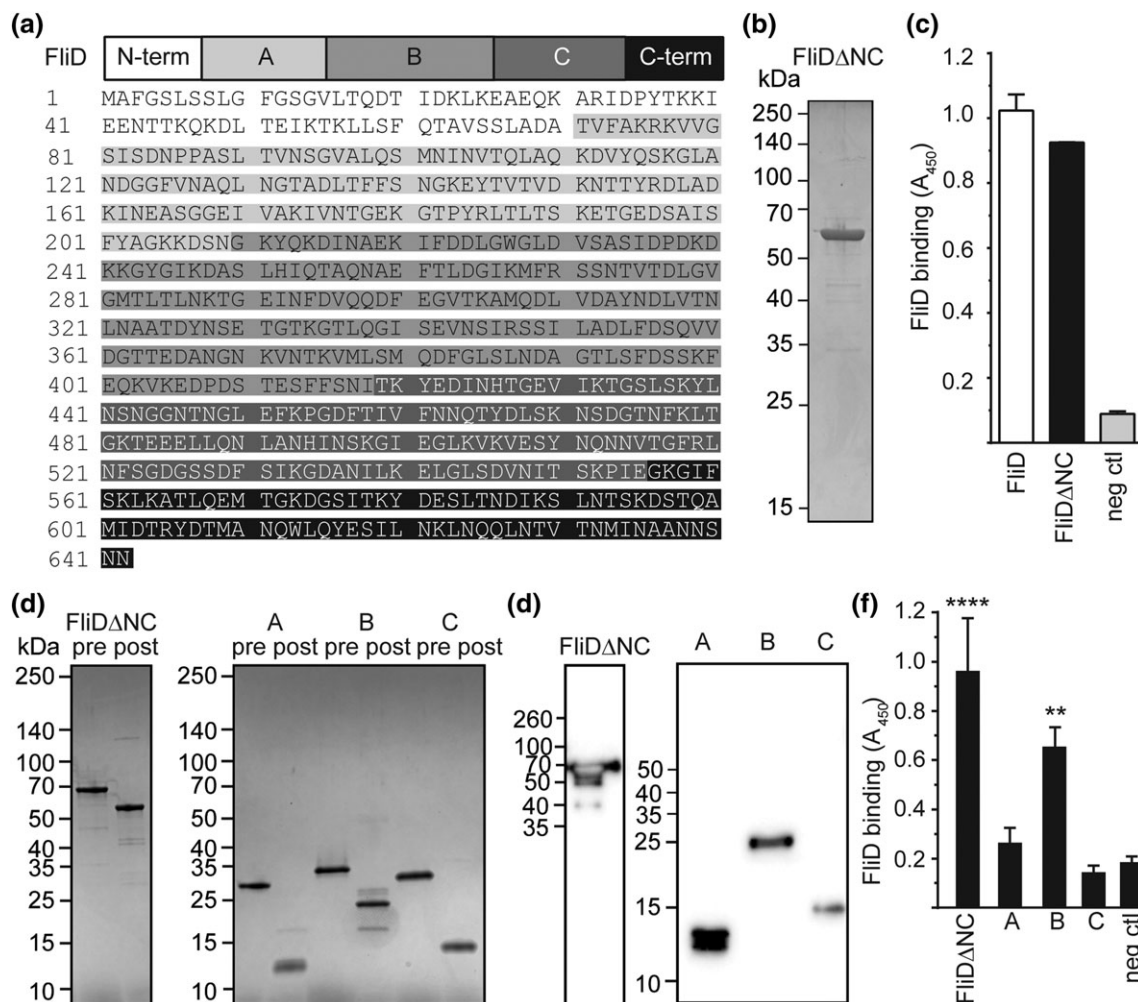 (a)
FliD N-term A B C C-term
1 MAFGSLSSLG FGSGVLTQDT IDKLKEAEQK ARIDPYTKKI
41 EENTTKQKDL TEIKTKLLSF QTAVSSLADA TVFAKRKVVG
81 SISDNPPASL TVNSGVALQS MNINVTQLAQ KDVYQSKGLA
121 NDGGFVNAQL NGTADLTFFS NGKEYTVTVD KNTTYRDLAD
161 KINEASGGEI VAKIVNTGEK GTPYRLTLTS KETGEDSAIS
201 FYAGKKDSNG KYQKDINAEK IFDDLGWGLD VSASIDPDKD
241 KKGYGIKDAS LHIQTAQNAE FTLDGIKMFR SSNTVTDLGV
281 GMTLTLNKTG EINFDVQQDF EGVTKAMQDL VDAYNDLVTN
321 LNAATDYNSE TGTKGTLQGI SEVNSIRSSI LADLFDSQVV
361 DGTTEDANGN KVNTKVMLSM QDFGLSLNDA GTLSFDSSKF
401 EQKVKEDPDS TESFFSNITK YEDINHTGEV IKTGSLSKYL
441 NSNGGNTNGL EFKPGDFTIV FNNQTYDLSK NSDGTNFKLT
481 GKTEEELLQN LANHINSKGI EGLKVKVESY NQNNVTGFRL
521 NFSGDGSSDF SIKGDANILK ELGLSDVNIT SKPIEGKGIF
561 SKLKATLQEM TGKDGSITKY DESLTNDIKS LNTSKDSTQA
601 MIDTRYDTMA NQWLQYESIL NKLNQQLNTV TNMINAANNS
641 NN
(b)
FliDΔNC
kDa
250
140
100
70
50
40
35
25
15
(c)
FliD binding (A450)
1.2
1.0
0.8
0.6
0.4
0.2
FliD
FliDΔNC
neg ctl
(d)
FliDΔNC
kDa pre post
250
140
100
70
50
40
35
25
15
10
A B C
pre post pre post pre post
250
140
100
70
50
40
35
25
15
10
(d)
FliDΔNC
260
100
70
50
40
35
A B C
50
40
35
25
15
10
(f)
FliD binding (A450)
1.2
1.0
0.8
0.6
0.4
0.2
****
**
FliDΔNC
A
B
C
neg ctl